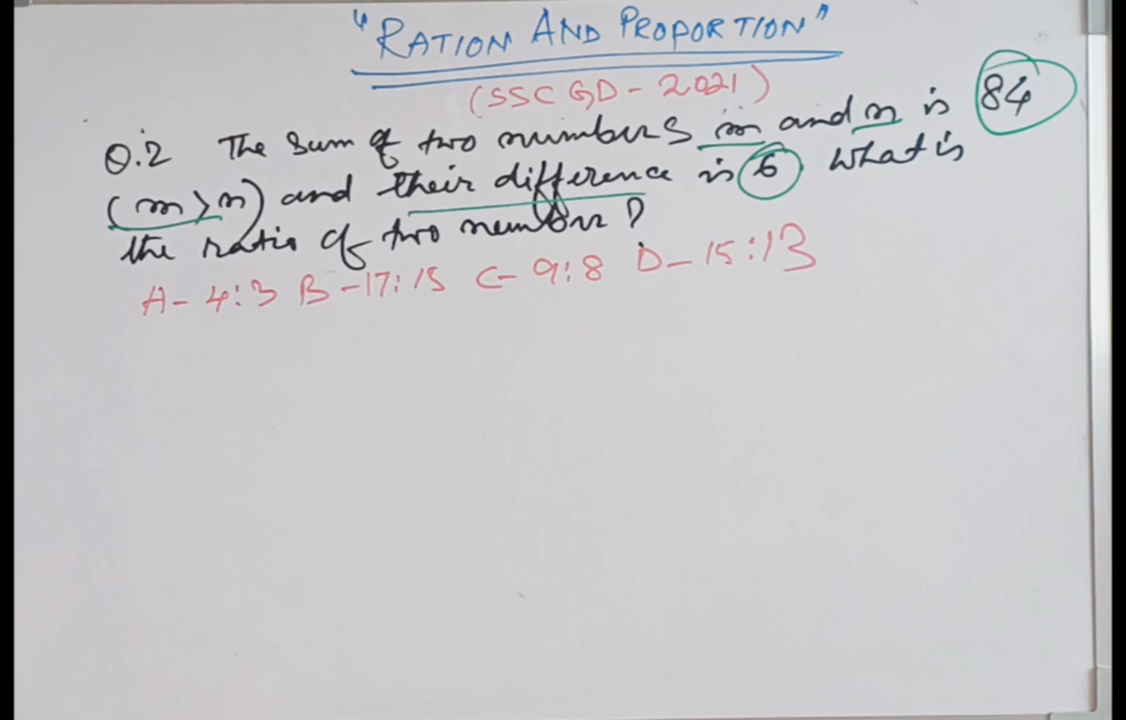 "RATION AND PROPORTION"
(SSC GD - 2021)
Q.2 The Sum of two numbers m and n is 84
(m > n) and their difference is 6. What is
the ratio of two number?
A- 4:3 B-17:15 C- 9:8 D- 15:13